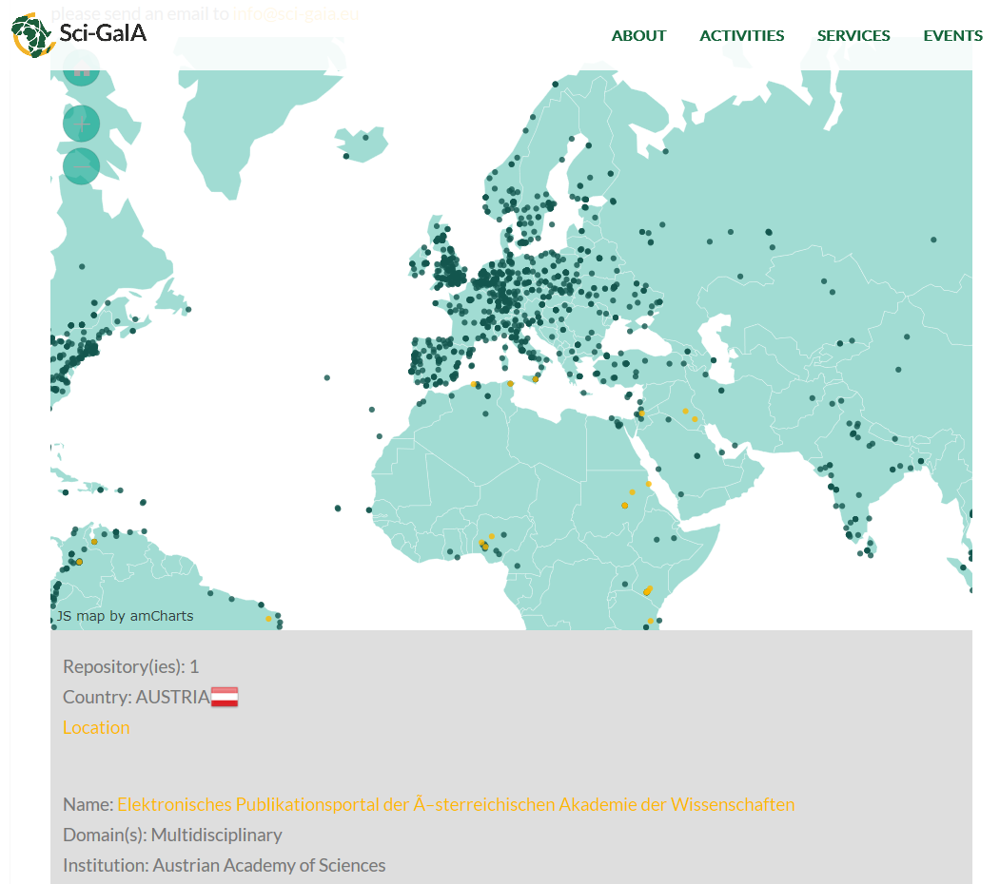 please send an email to info@sci-gaia.eu
Sci-GaIA
ABOUT ACTIVITIES SERVICES EVENTS
JS map by amCharts
Repository(ies): 1
Country: AUSTRIA
Location
Name: Elektronisches Publikationsportal der Ã–sterreichischen Akademie der Wissenschaften
Domain(s): Multidisciplinary
Institution: Austrian Academy of Sciences